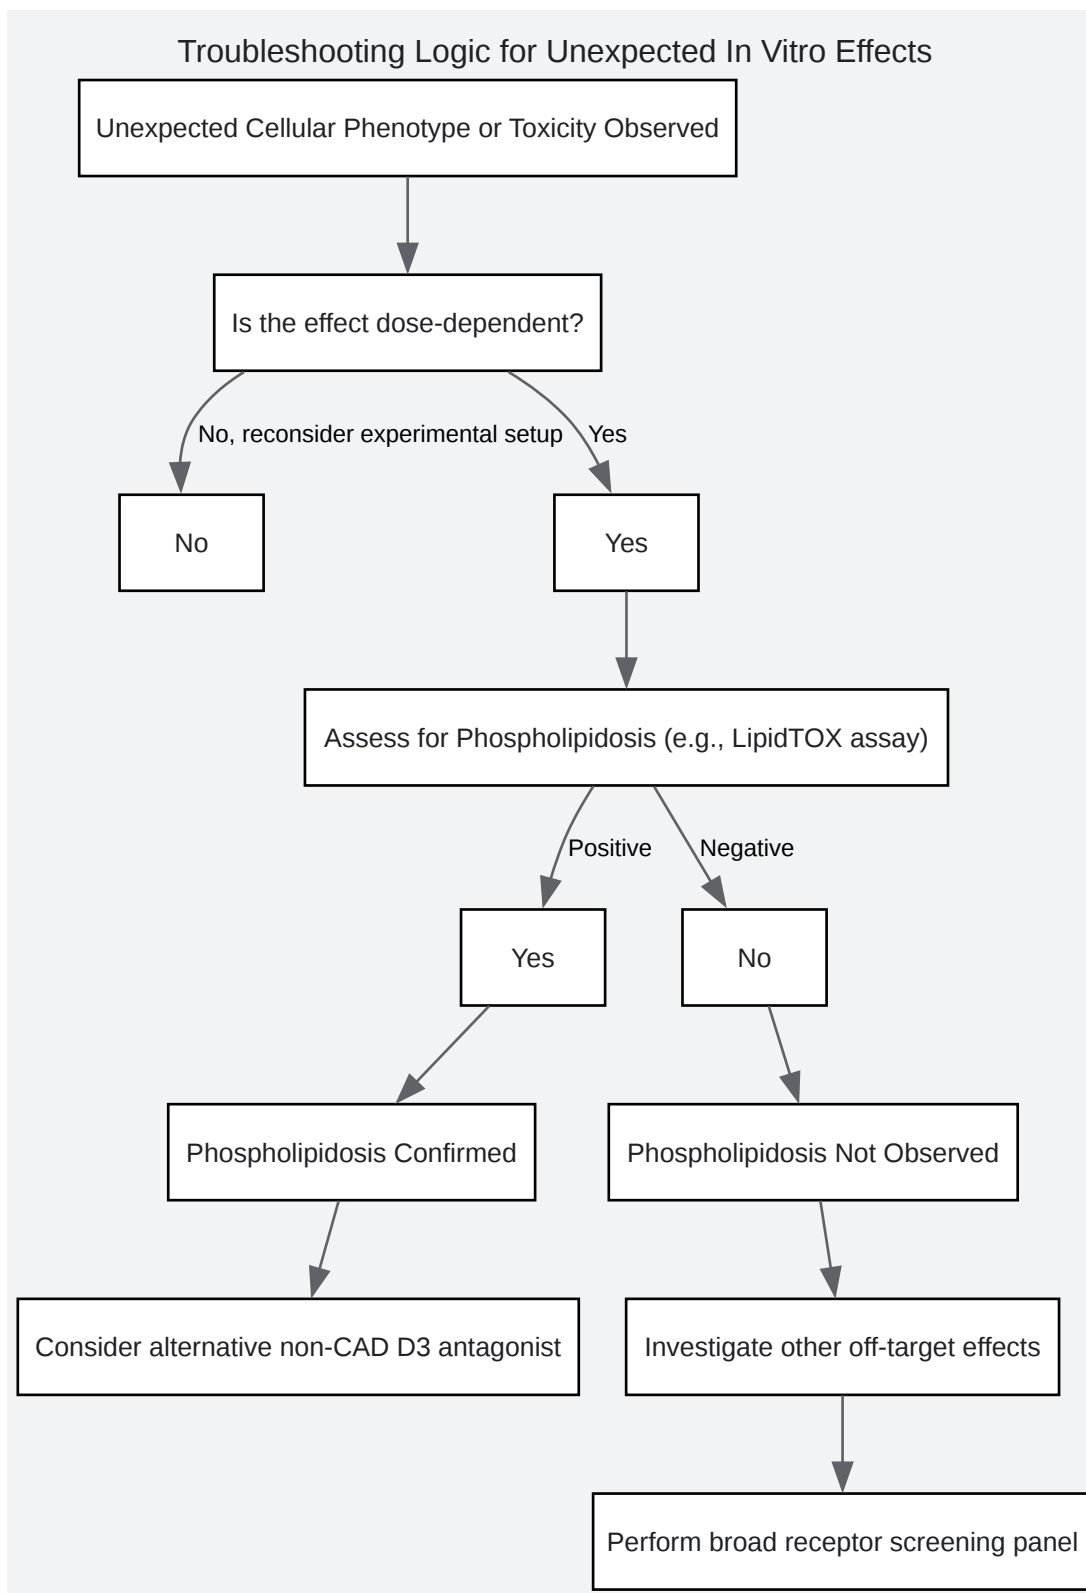 Troubleshooting Logic for Unexpected In Vitro Effects
Unexpected Cellular Phenotype or Toxicity Observed
Is the effect dose-dependent?
No, reconsider experimental setup
Yes
No
Yes
Assess for Phospholipidosis (e.g., LipidTOX assay)
Positive
Negative
Yes
No
Phospholipidosis Confirmed
Phospholipidosis Not Observed
Consider alternative non-CAD D3 antagonist
Investigate other off-target effects
Perform broad receptor screening panel